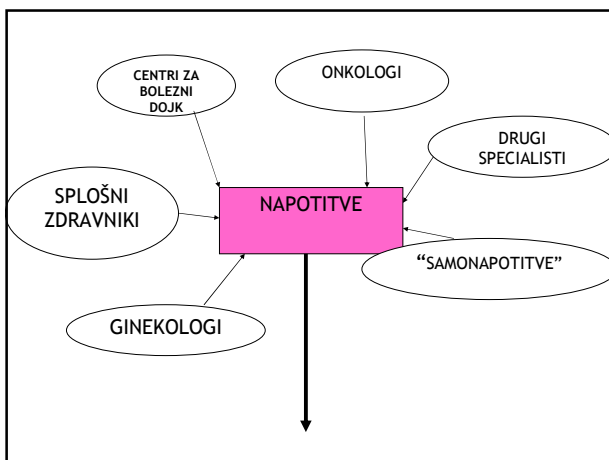 CENTRI ZA
BOLEZNI
DOJK
ONKOLOGI
DRUGI
SPECIALISTI
SPLOŠNI
ZDRAVNIKI
NAPOTITVE
“SAMONAPOTITVE”
GINEKOLOGI